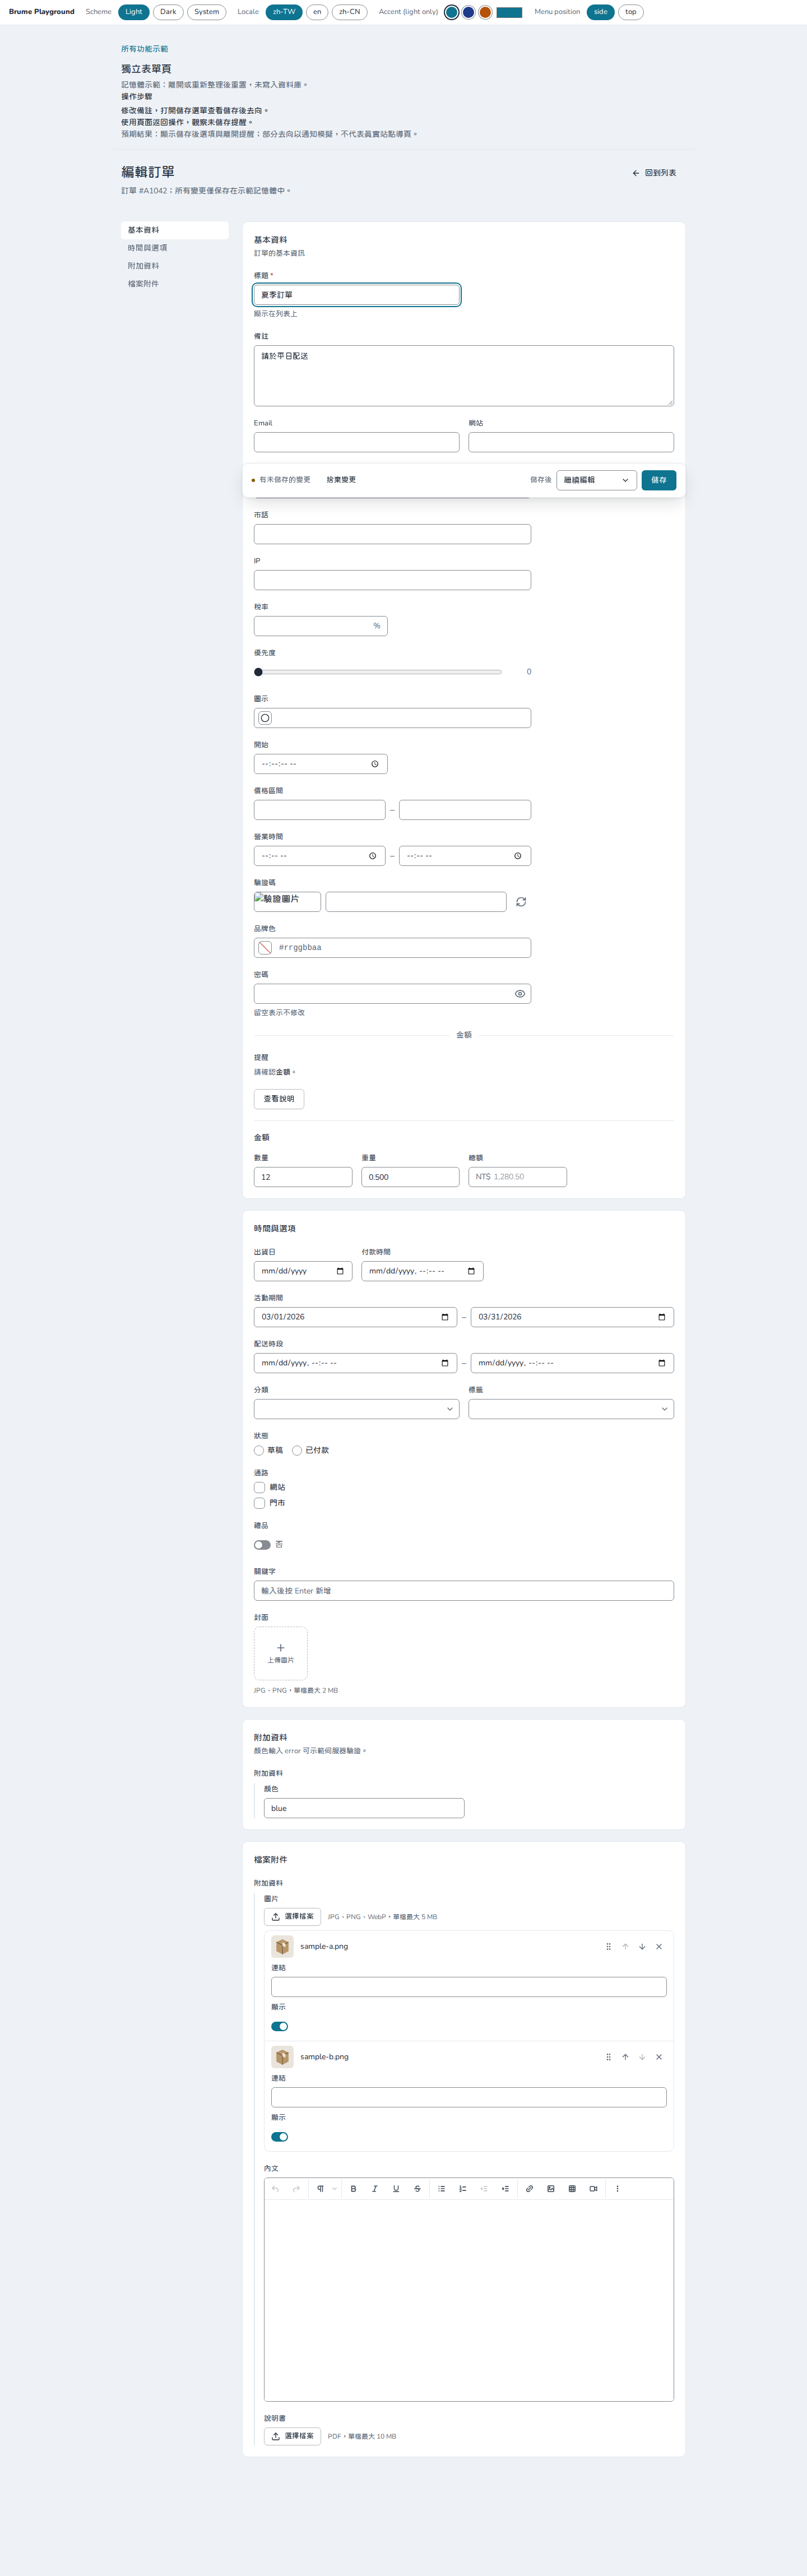 Brume Playground Scheme Light Dark System Locale zh-TW en zh-CN Accent (light only) Menu position side top
所有功能示範
獨立表單頁
記憶體示範：離開或重新整理後重置，未寫入資料庫。
操作步驟
修改備註，打開儲存選單查看儲存後去向。
使用頁面返回操作，觀察未儲存提醒。
預期結果：顯示儲存後選項與離開提醒；部分去向以通知模擬，不代表真實站點導頁。
編輯訂單
回到列表
訂單 #A1042；所有變更僅保存在示範記憶體中。
基本資料
時間與選項
附加資料
檔案附件
基本資料
訂單的基本資訊
標題 *
夏季訂單
顯示在列表上
備註
請於平日配送
Email 網站
有未儲存的變更 捨棄變更 儲存後 繼續編輯 儲存
市話
IP
稅率
%
優先度
0
圖示
開始
--:--:-- --
價格區間
–
營業時間
--:-- -- – --:-- --
驗證碼
驗證圖片
品牌色
#rrggbbaa
密碼
留空表示不修改
金額
提醒
請確認金額。
查看說明
金額
數量 重量 總額
12 0.500 NT$ 1,280.50
時間與選項
出貨日 付款時間
mm/dd/yyyy mm/dd/yyyy, --:-- --
活動期間
03/01/2026 – 03/31/2026
配送時段
mm/dd/yyyy, --:-- -- – mm/dd/yyyy, --:-- --
分類 標籤
狀態
草稿 已付款
通路
網站
門市
禮品
否
關鍵字
輸入後按 Enter 新增
封面
上傳圖片
JPG、PNG，單檔最大 2 MB
附加資料
顏色輸入 error 可示範伺服器驗證。
附加資料
顏色
blue
檔案附件
附加資料
圖片
選擇檔案 JPG、PNG、WebP，單檔最大 5 MB
sample-a.png
連結
顯示
sample-b.png
連結
顯示
內文
說明書
選擇檔案 PDF，單檔最大 10 MB